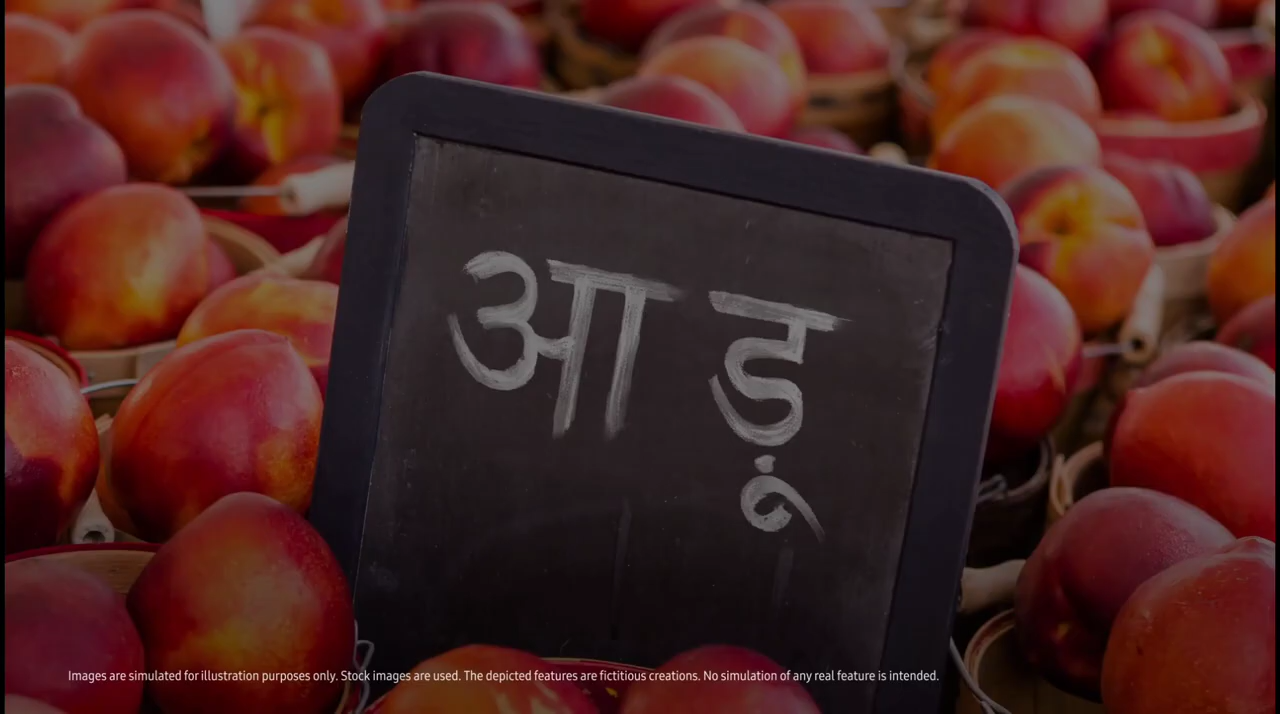 आड़ू
Images are simulated for illustration purposes only. Stock images are used. The depicted features are fictitious creations. No simulation of any real feature is intended.